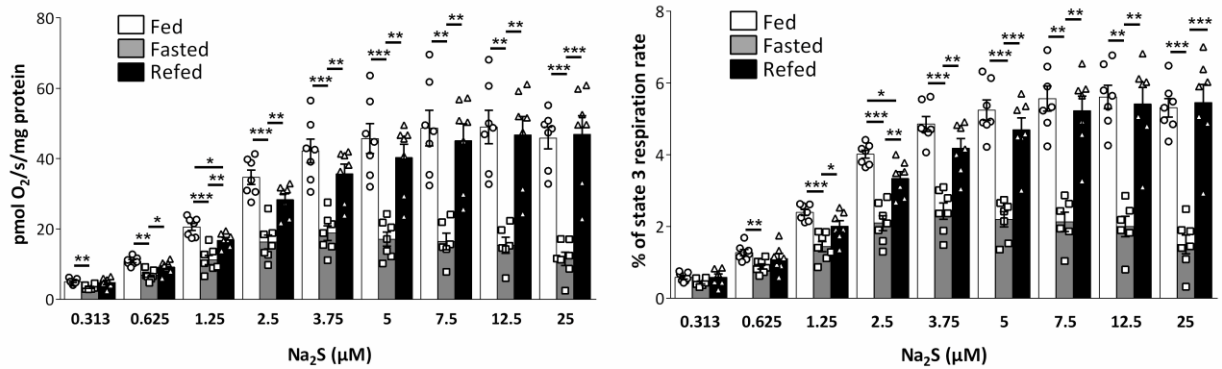 pmol O₂/s/mg protein
80
60
40
20
0
Fed
Fasted
Refed
**
** *
*** ** *
*** **
*** **
*** **
** **
** **
*** ***
0.313 0.625 1.25 2.5 3.75 5 7.5 12.5 25
Na₂S (μM)
% of state 3 respiration rate
8
6
4
2
0
Fed
Fasted
Refed
**
*** *
*** ** *
*** **
*** ***
** **
** **
*** ***
0.313 0.625 1.25 2.5 3.75 5 7.5 12.5 25
Na₂S (μM)